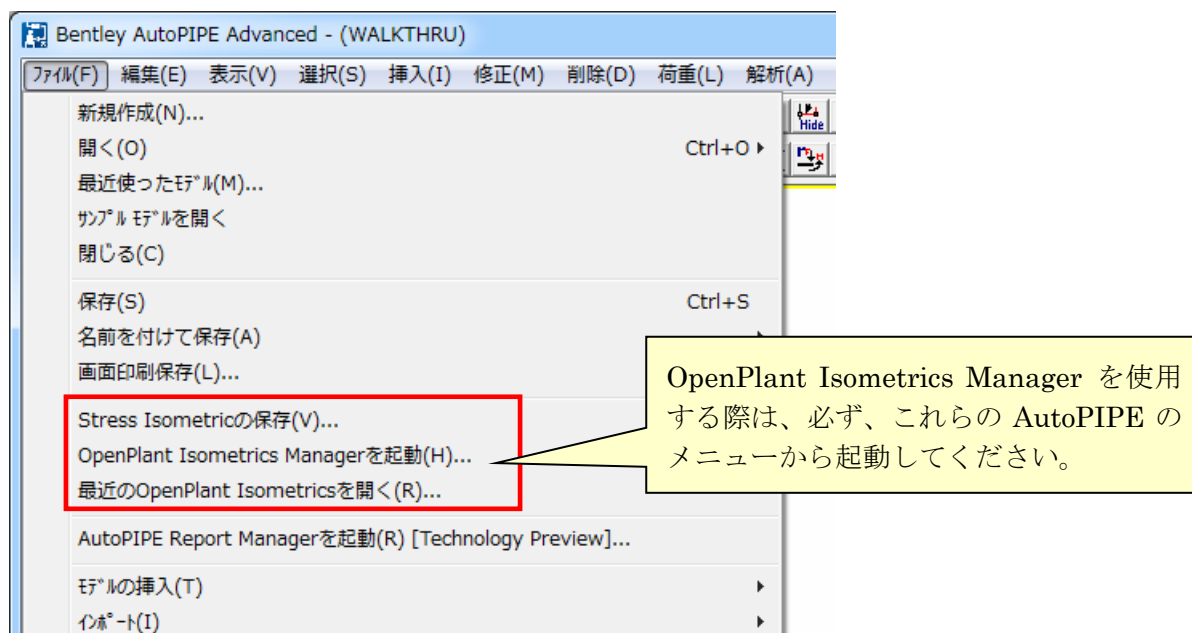 Bentley AutoPIPE Advanced - (WALKTHRU)
ﾌｧｲﾙ(F) 編集(E) 表示(V) 選択(S) 挿入(I) 修正(M) 削除(D) 荷重(L) 解析(A)
新規作成(N)...
Hide
開く(O) Ctrl+O
最近使ったﾓﾃﾞﾙ(M)...
ｻﾝﾌﾟﾙ ﾓﾃﾞﾙを開く
閉じる(C)
保存(S) Ctrl+S
名前を付けて保存(A)
画面印刷保存(L)...
Stress Isometricの保存(V)...
OpenPlant Isometrics Managerを起動(H)...
最近のOpenPlant Isometricsを開く(R)...
OpenPlant Isometrics Manager を使用
する際は、必ず、これらの AutoPIPE の
メニューから起動してください。
AutoPIPE Report Managerを起動(R) [Technology Preview]...
ﾓﾃﾞﾙの挿入(T)
ｲﾝﾎﾟｰﾄ(I)